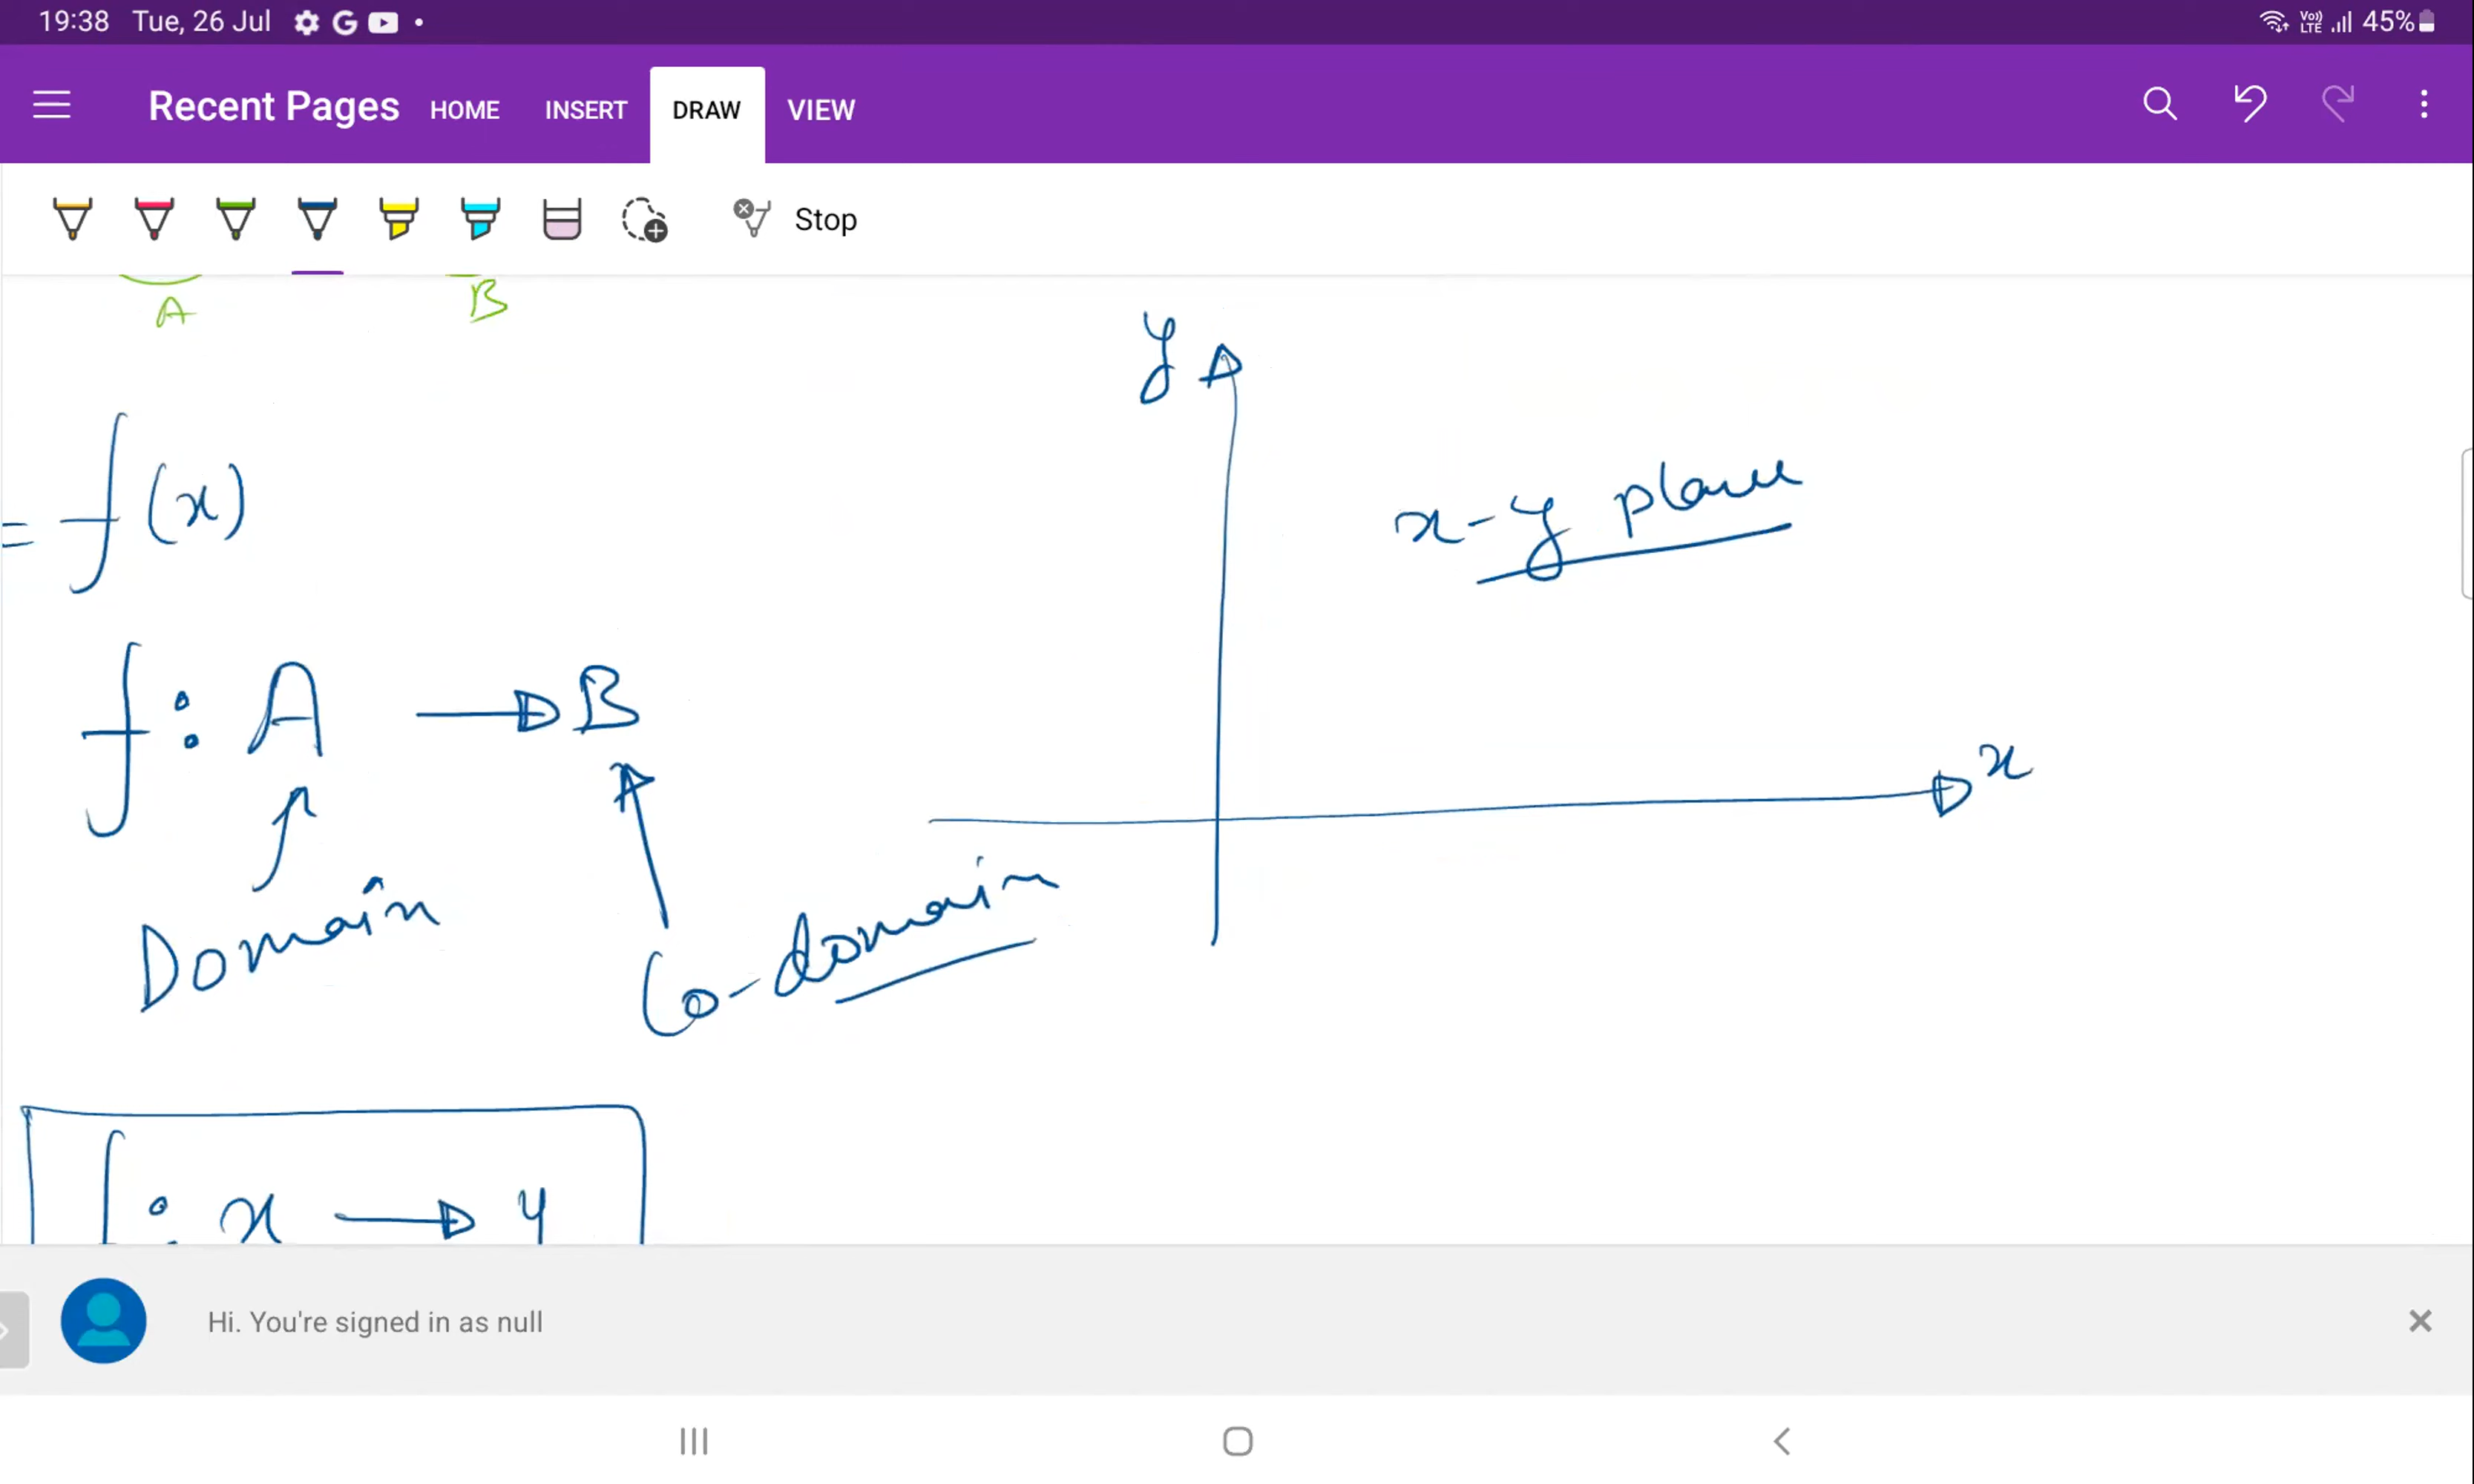 19:38 Tue, 26 Jul 45%
Recent Pages HOME INSERT DRAW VIEW
Stop
A B
y
= f(x)
x-y plane
f : A → B
x
Domain
Co-domain
f : x → y
Hi. You're signed in as null